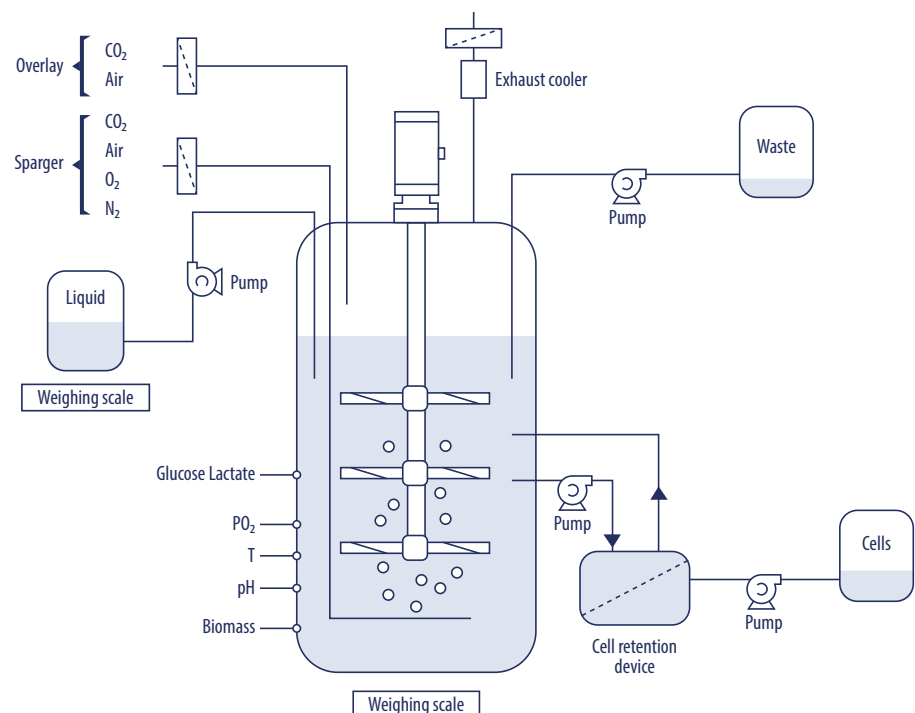 Overlay
CO₂
Air
Sparger
CO₂
Air
O₂
N₂
Exhaust cooler
Waste
Pump
Pump
Liquid
Weighing scale
Glucose Lactate
PO₂
T
pH
Biomass
Pump
Cells
Pump
Cell retention
device
Weighing scale